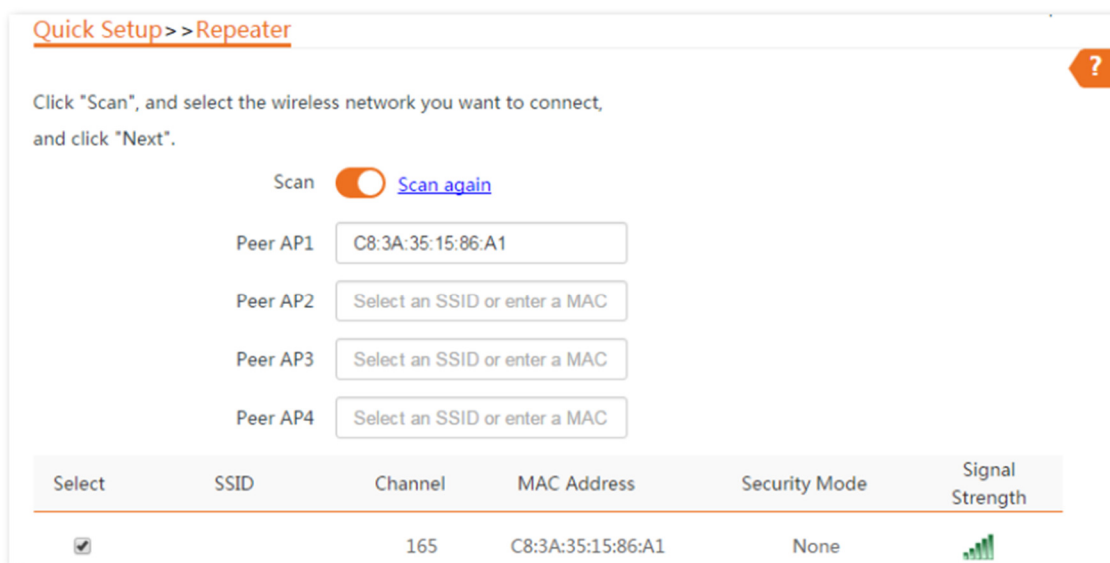 Quick Setup>>Repeater
?
Click "Scan", and select the wireless network you want to connect,
and click "Next".
Scan Scan again
Peer AP1 C8:3A:35:15:86:A1
Peer AP2 Select an SSID or enter a MAC
Peer AP3 Select an SSID or enter a MAC
Peer AP4 Select an SSID or enter a MAC
Select SSID Channel MAC Address Security Mode Signal Strength
165 C8:3A:35:15:86:A1 None